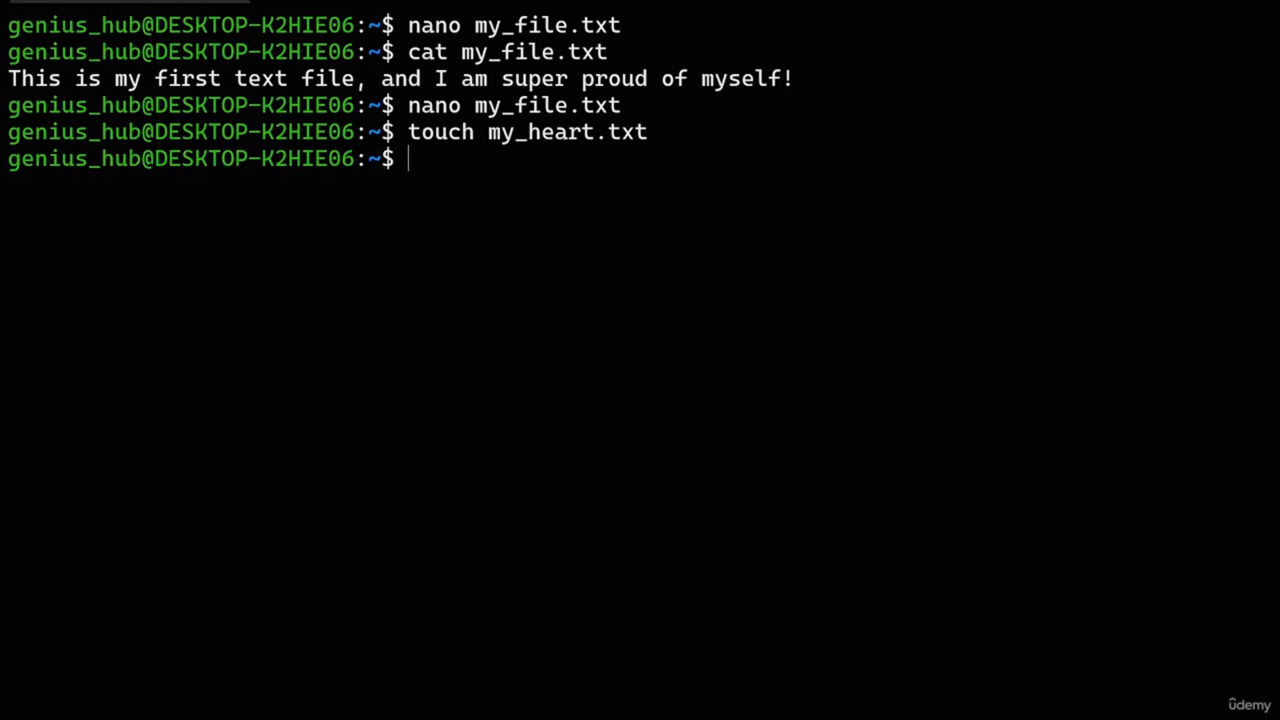 genius_hub@DESKTOP-K2HIE06:~$ nano my_file.txt
genius_hub@DESKTOP-K2HIE06:~$ cat my_file.txt
This is my first text file, and I am super proud of myself!
genius_hub@DESKTOP-K2HIE06:~$ nano my_file.txt
genius_hub@DESKTOP-K2HIE06:~$ touch my_heart.txt
genius_hub@DESKTOP-K2HIE06:~$
ûdemy